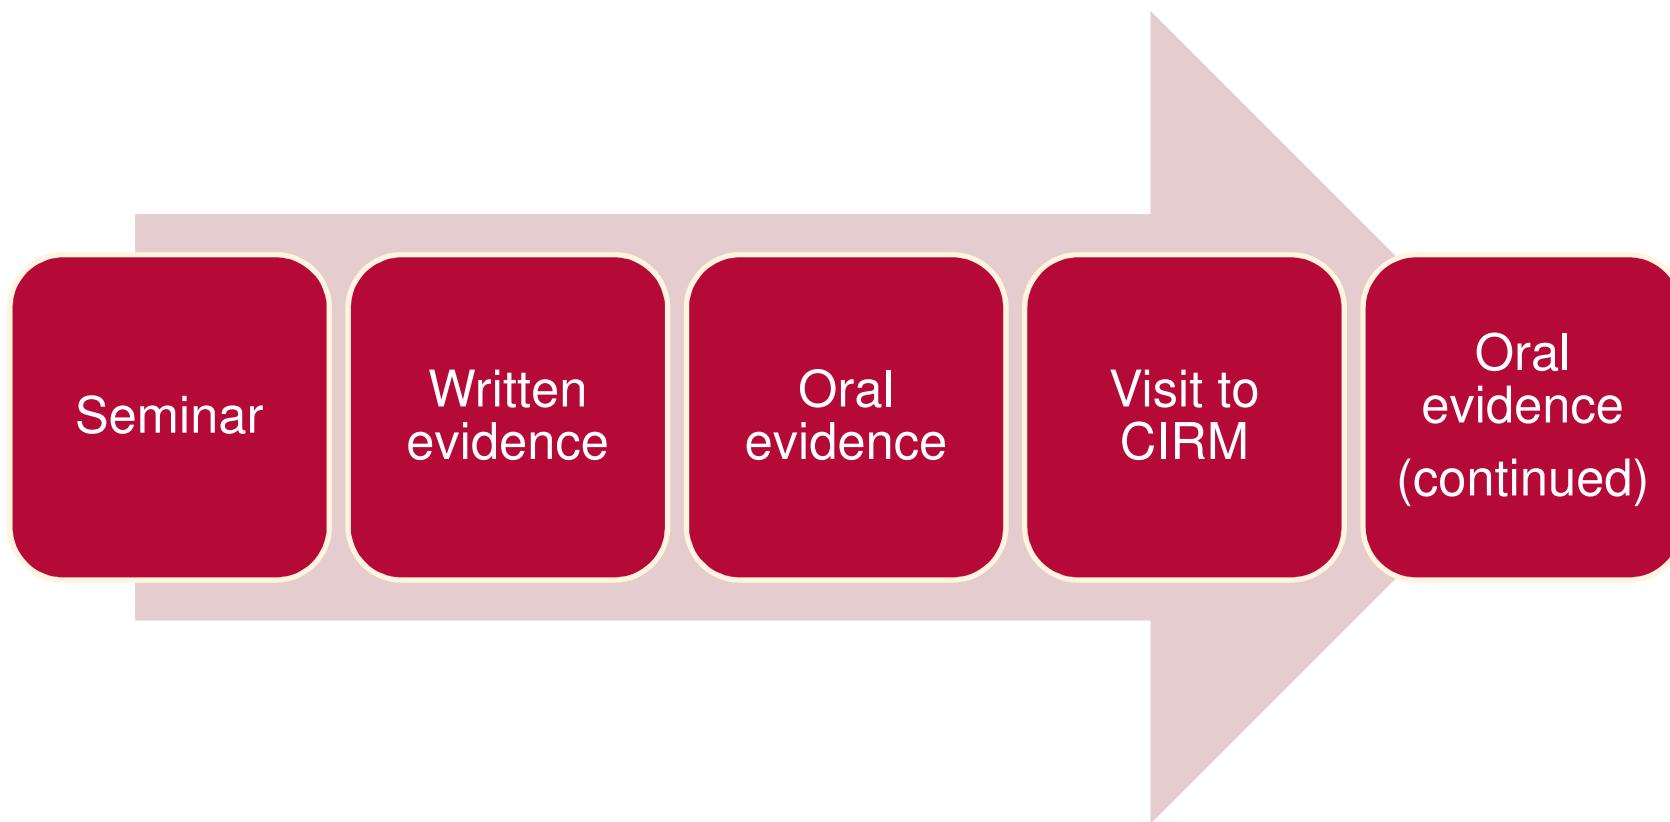 Seminar
Written
evidence
Oral
evidence
Visit to
CIRM
Oral
evidence
(continued)